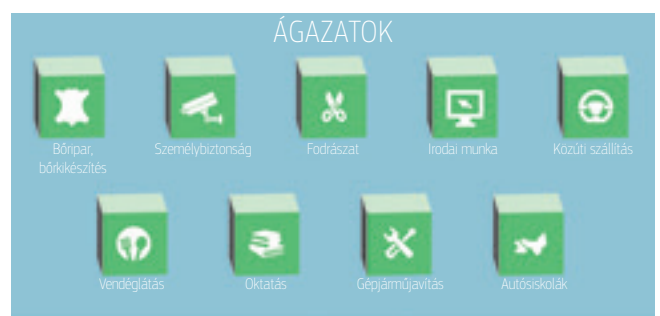 ÁGAZATOK
Bőripar,
bőrkikészítés
Személybiztonság
Fodrászat
Irodai munka
Közúti szállítás
Vendéglátás
Oktatás
Gépjárműjavítás
Autósiskolák